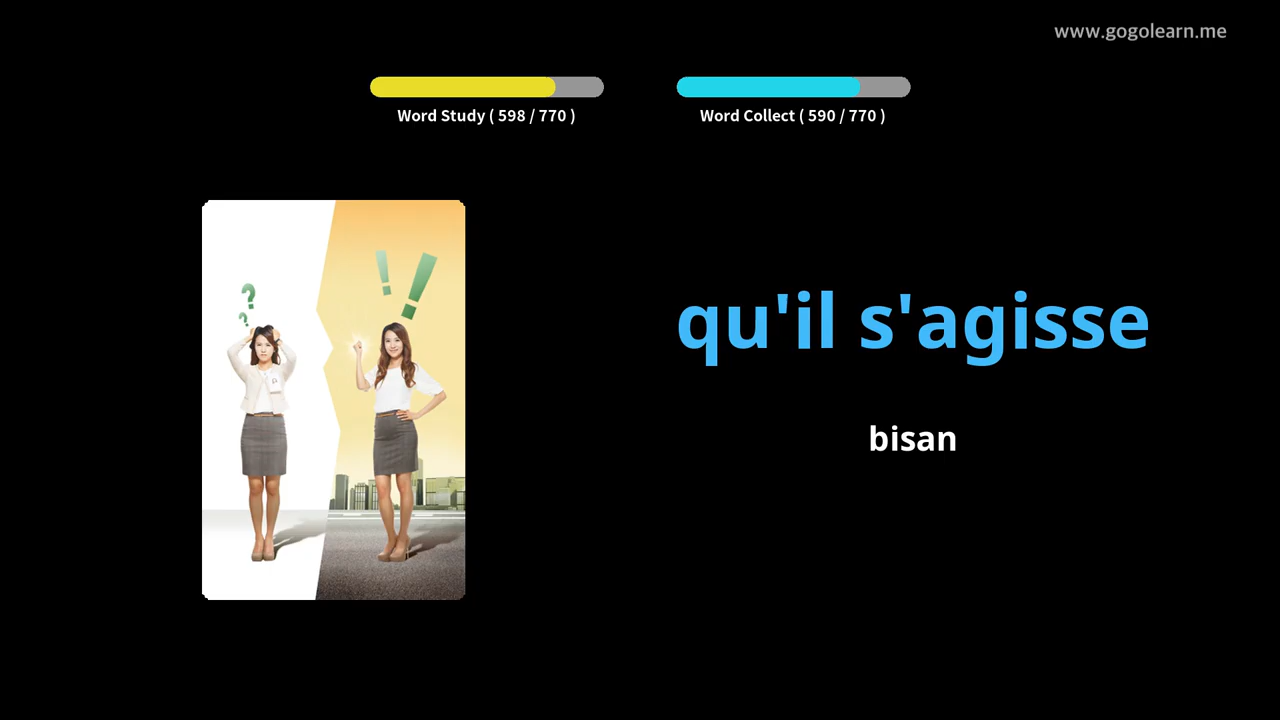 www.gogolearn.me
Word Study ( 598 / 770 )
Word Collect ( 590 / 770 )
? ? ! !
qu'il s'agisse
bisan